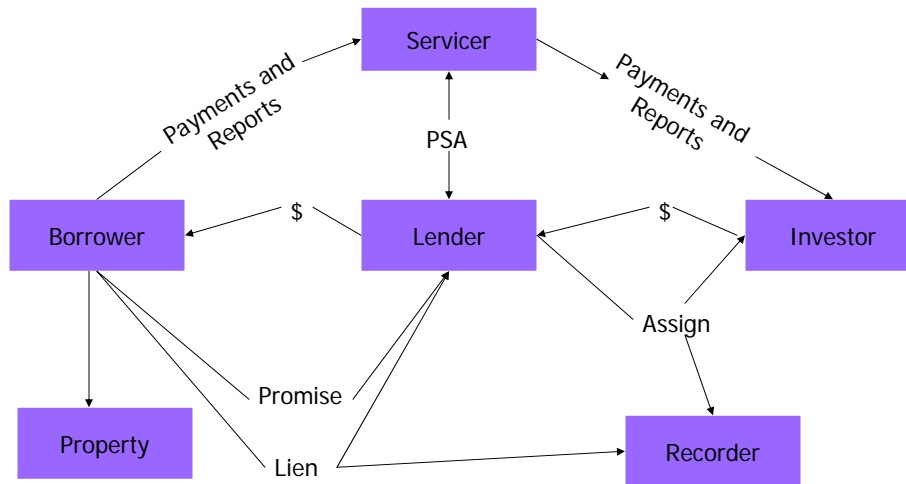 Servicer
Payments and
Reports
Payments and
Reports
PSA
$
$
Borrower
Lender
Investor
Assign
Promise
Property
Lien
Recorder